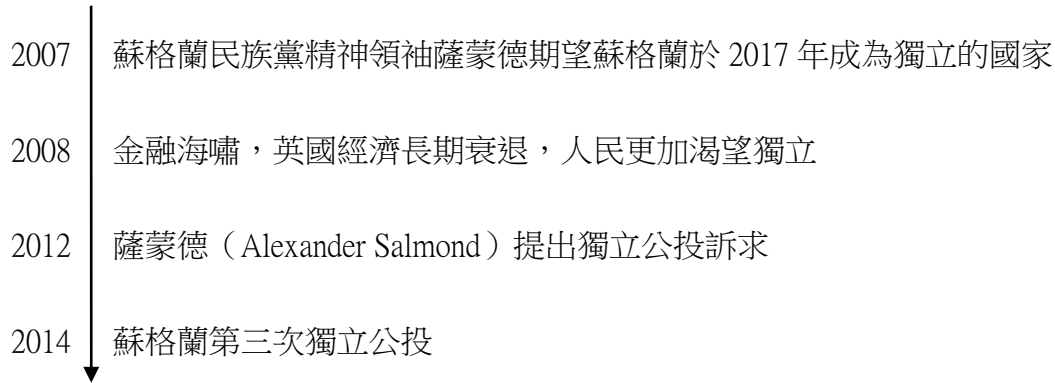 2007 蘇格蘭民族黨精神領袖薩蒙德期望蘇格蘭於 2017 年成為獨立的國家
2008 金融海嘯，英國經濟長期衰退，人民更加渴望獨立
2012 薩蒙德（Alexander Salmond）提出獨立公投訴求
2014 蘇格蘭第三次獨立公投